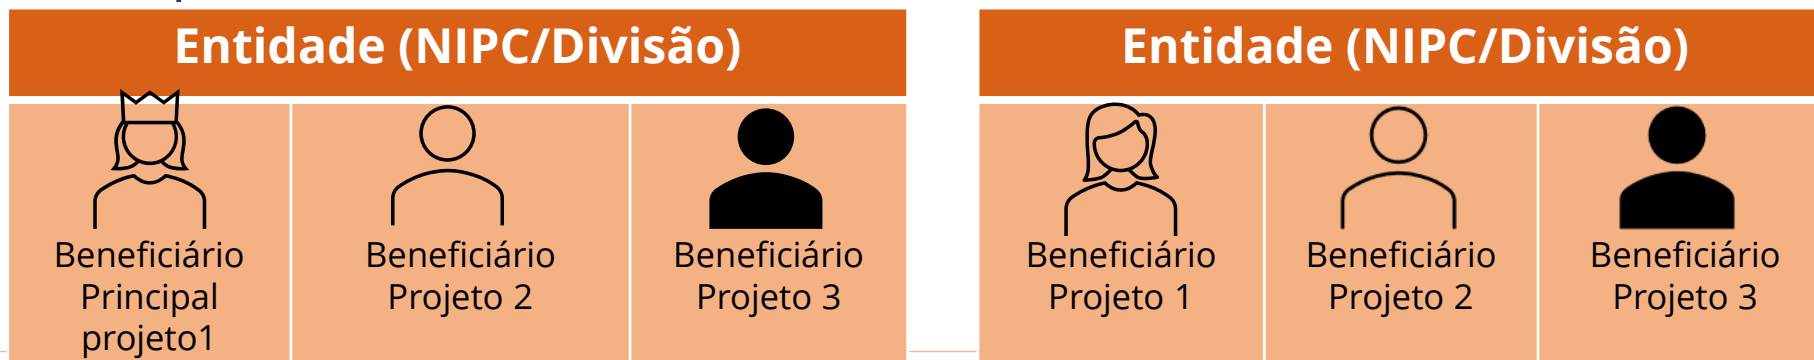 Entidade (NIPC/Divisão)
Beneficiário
Principal
projeto1
Beneficiário
Projeto 2
Beneficiário
Projeto 3
Entidade (NIPC/Divisão)
Beneficiário
Projeto 1
Beneficiário
Projeto 2
Beneficiário
Projeto 3